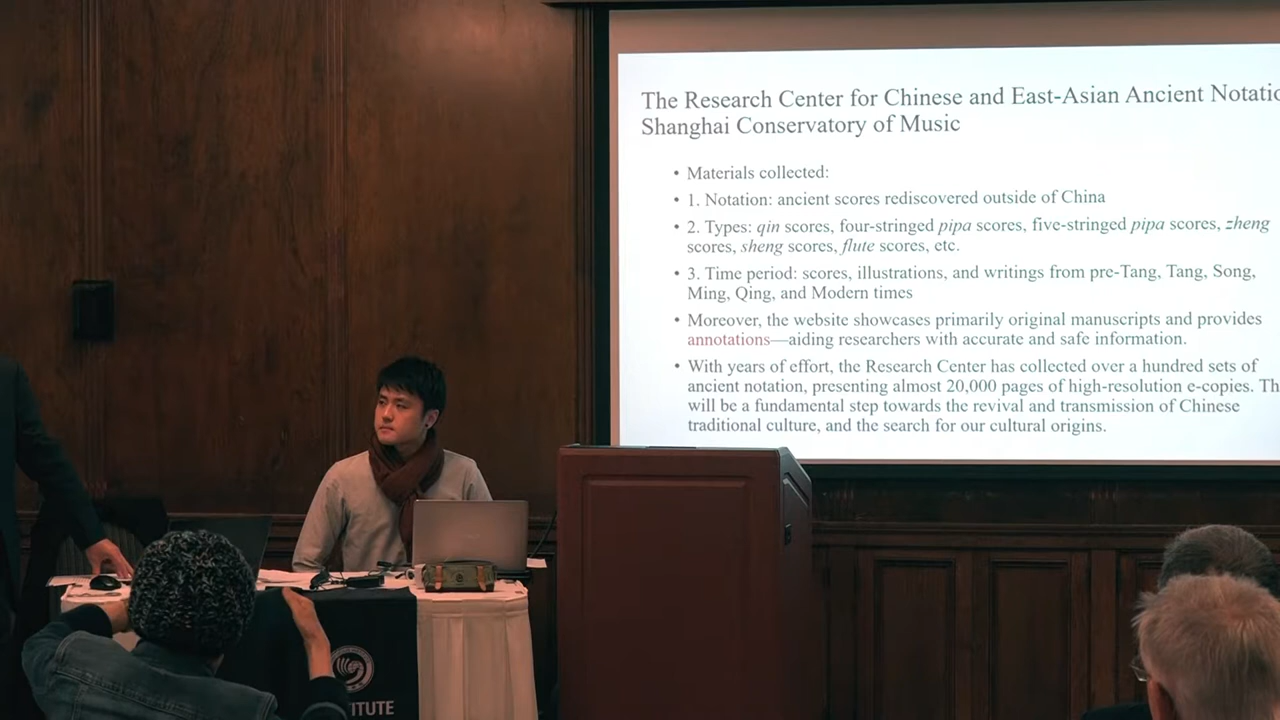 The Research Center for Chinese and East-Asian Ancient Notatio
Shanghai Conservatory of Music
• Materials collected:
• 1. Notation: ancient scores rediscovered outside of China
• 2. Types: qin scores, four-stringed pipa scores, five-stringed pipa scores, zheng
scores, sheng scores, flute scores, etc.
• 3. Time period: scores, illustrations, and writings from pre-Tang, Tang, Song,
Ming, Qing, and Modern times
• Moreover, the website showcases primarily original manuscripts and provides
annotations—aiding researchers with accurate and safe information.
• With years of effort, the Research Center has collected over a hundred sets of
ancient notation, presenting almost 20,000 pages of high-resolution e-copies. Th
will be a fundamental step towards the revival and transmission of Chinese
traditional culture, and the search for our cultural origins.
ITUTE